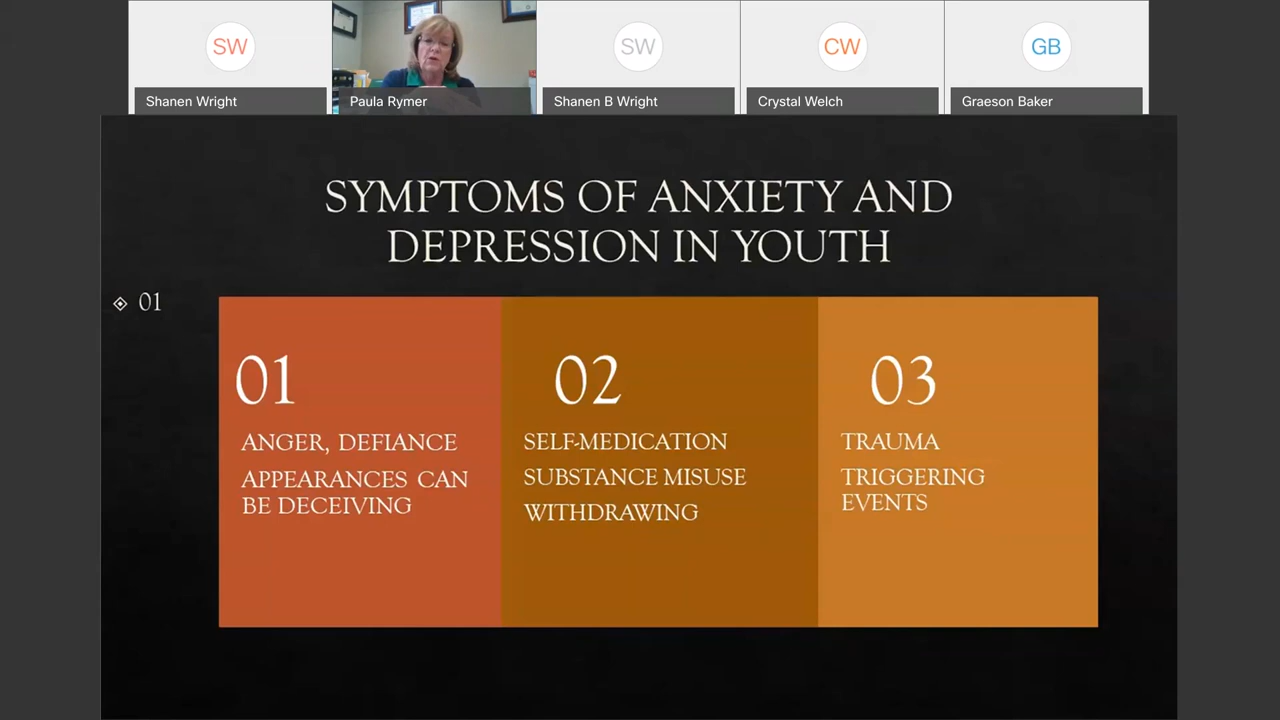 SW
SW
CW
GB
Shanen Wright
Paula Rymer
Shanen B Wright
Crystal Welch
Graeson Baker
SYMPTOMS OF ANXIETY AND
DEPRESSION IN YOUTH
01
01
ANGER, DEFIANCE
APPEARANCES CAN
BE DECEIVING
02
SELF-MEDICATION
SUBSTANCE MISUSE
WITHDRAWING
03
TRAUMA
TRIGGERING
EVENTS